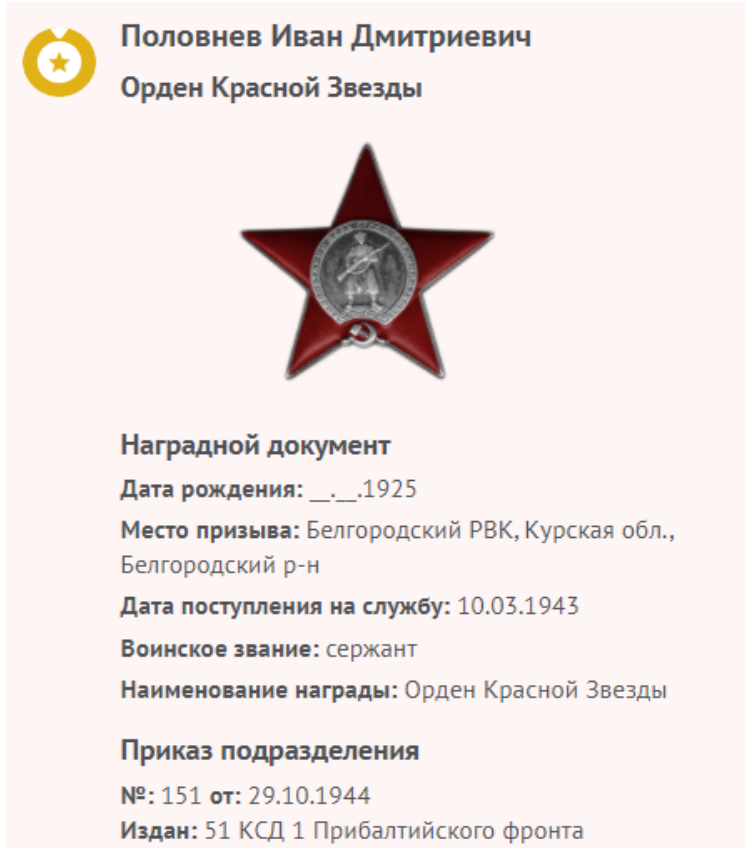 Половнев Иван Дмитриевич
Орден Красной Звезды
Наградной документ
Дата рождения: __.__.1925
Место призыва: Белгородский РВК, Курская обл.,
Белгородский р-н
Дата поступления на службу: 10.03.1943
Воинское звание: сержант
Наименование награды: Орден Красной Звезды
Приказ подразделения
№: 151 от: 29.10.1944
Издан: 51 КСД 1 Прибалтийского фронта